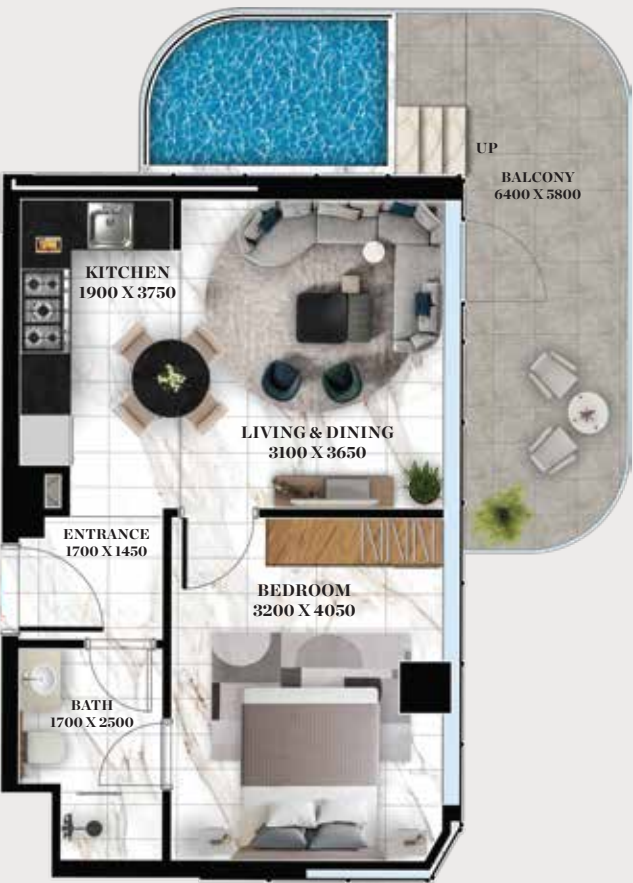 UP
BALCONY
6400 X 5800
KITCHEN
1900 X 3750
LIVING & DINING
3100 X 3650
ENTRANCE
1700 X 1450
BEDROOM
3200 X 4050
BATH
1700 X 2500